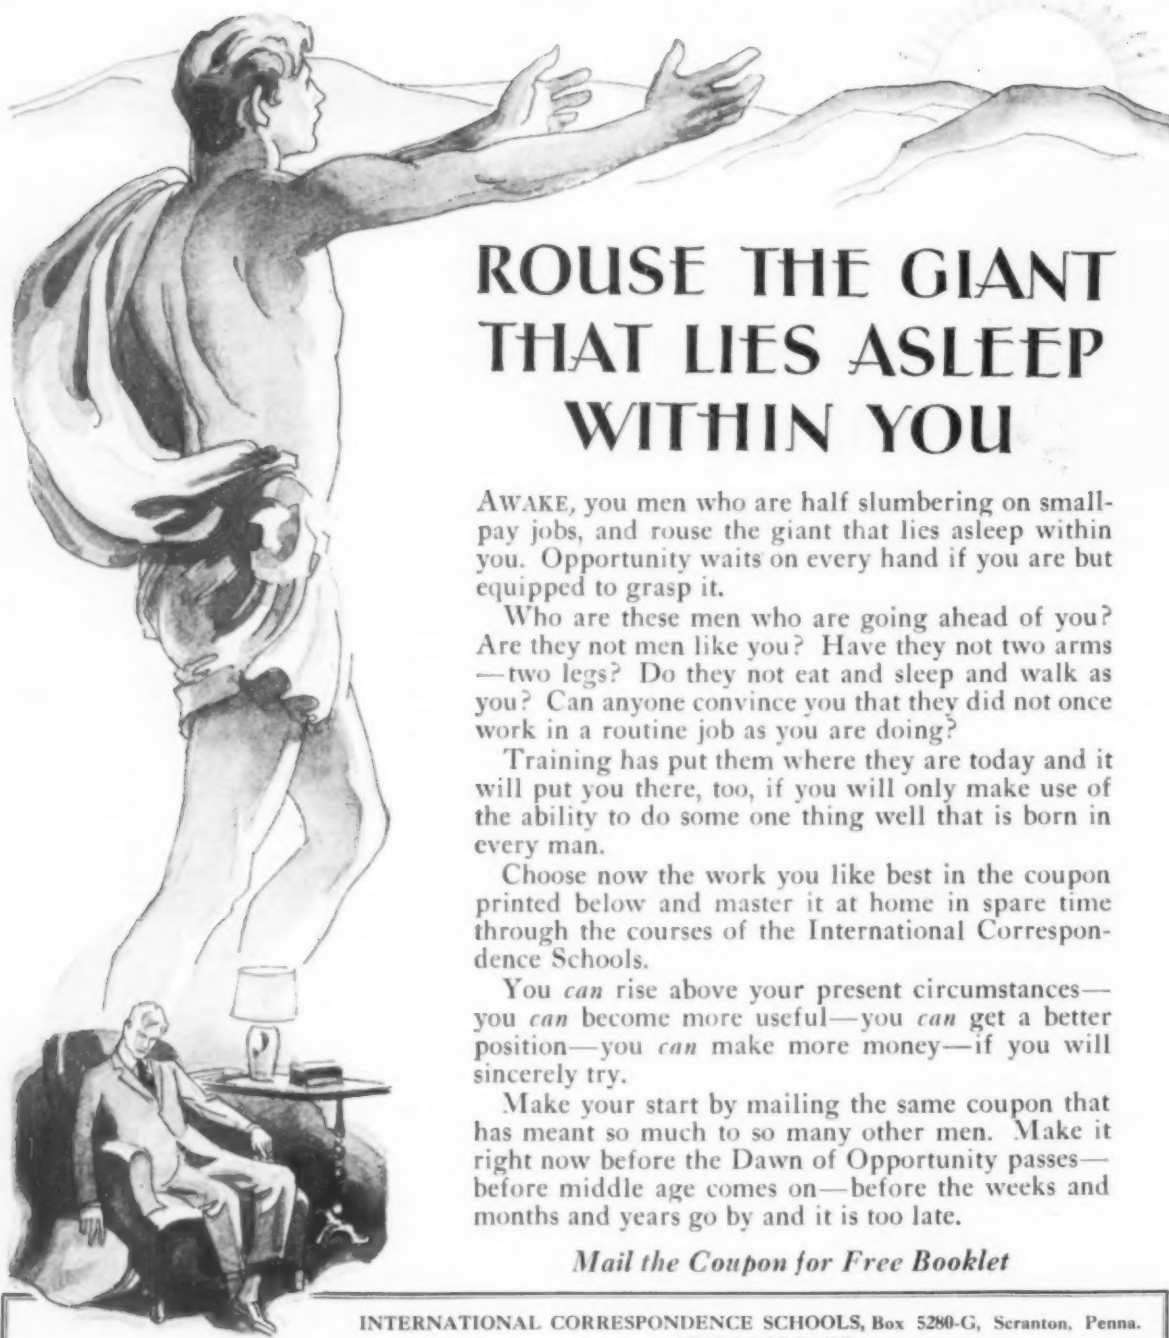 ROUSE THE GIANT
THAT LIES ASLEEP
WITHIN YOU
AWAKE, you men who are half slumbering on small-
pay jobs, and rouse the giant that lies asleep within
you. Opportunity waits on every hand if you are but
equipped to grasp it.
Who are these men who are going ahead of you?
Are they not men like you? Have they not two arms
—two legs? Do they not eat and sleep and walk as
you? Can anyone convince you that they did not once
work in a routine job as you are doing?
Training has put them where they are today and it
will put you there, too, if you will only make use of
the ability to do some one thing well that is born in
every man.
Choose now the work you like best in the coupon
printed below and master it at home in spare time
through the courses of the International Correspon-
dence Schools.
You can rise above your present circumstances—
you can become more useful—you can get a better
position—you can make more money—if you will
sincerely try.
Make your start by mailing the same coupon that
has meant so much to so many other men. Make it
right now before the Dawn of Opportunity passes—
before middle age comes on—before the weeks and
months and years go by and it is too late.
Mail the Coupon for Free Booklet
INTERNATIONAL CORRESPONDENCE SCHOOLS, Box 5280-G, Scranton, Penna.